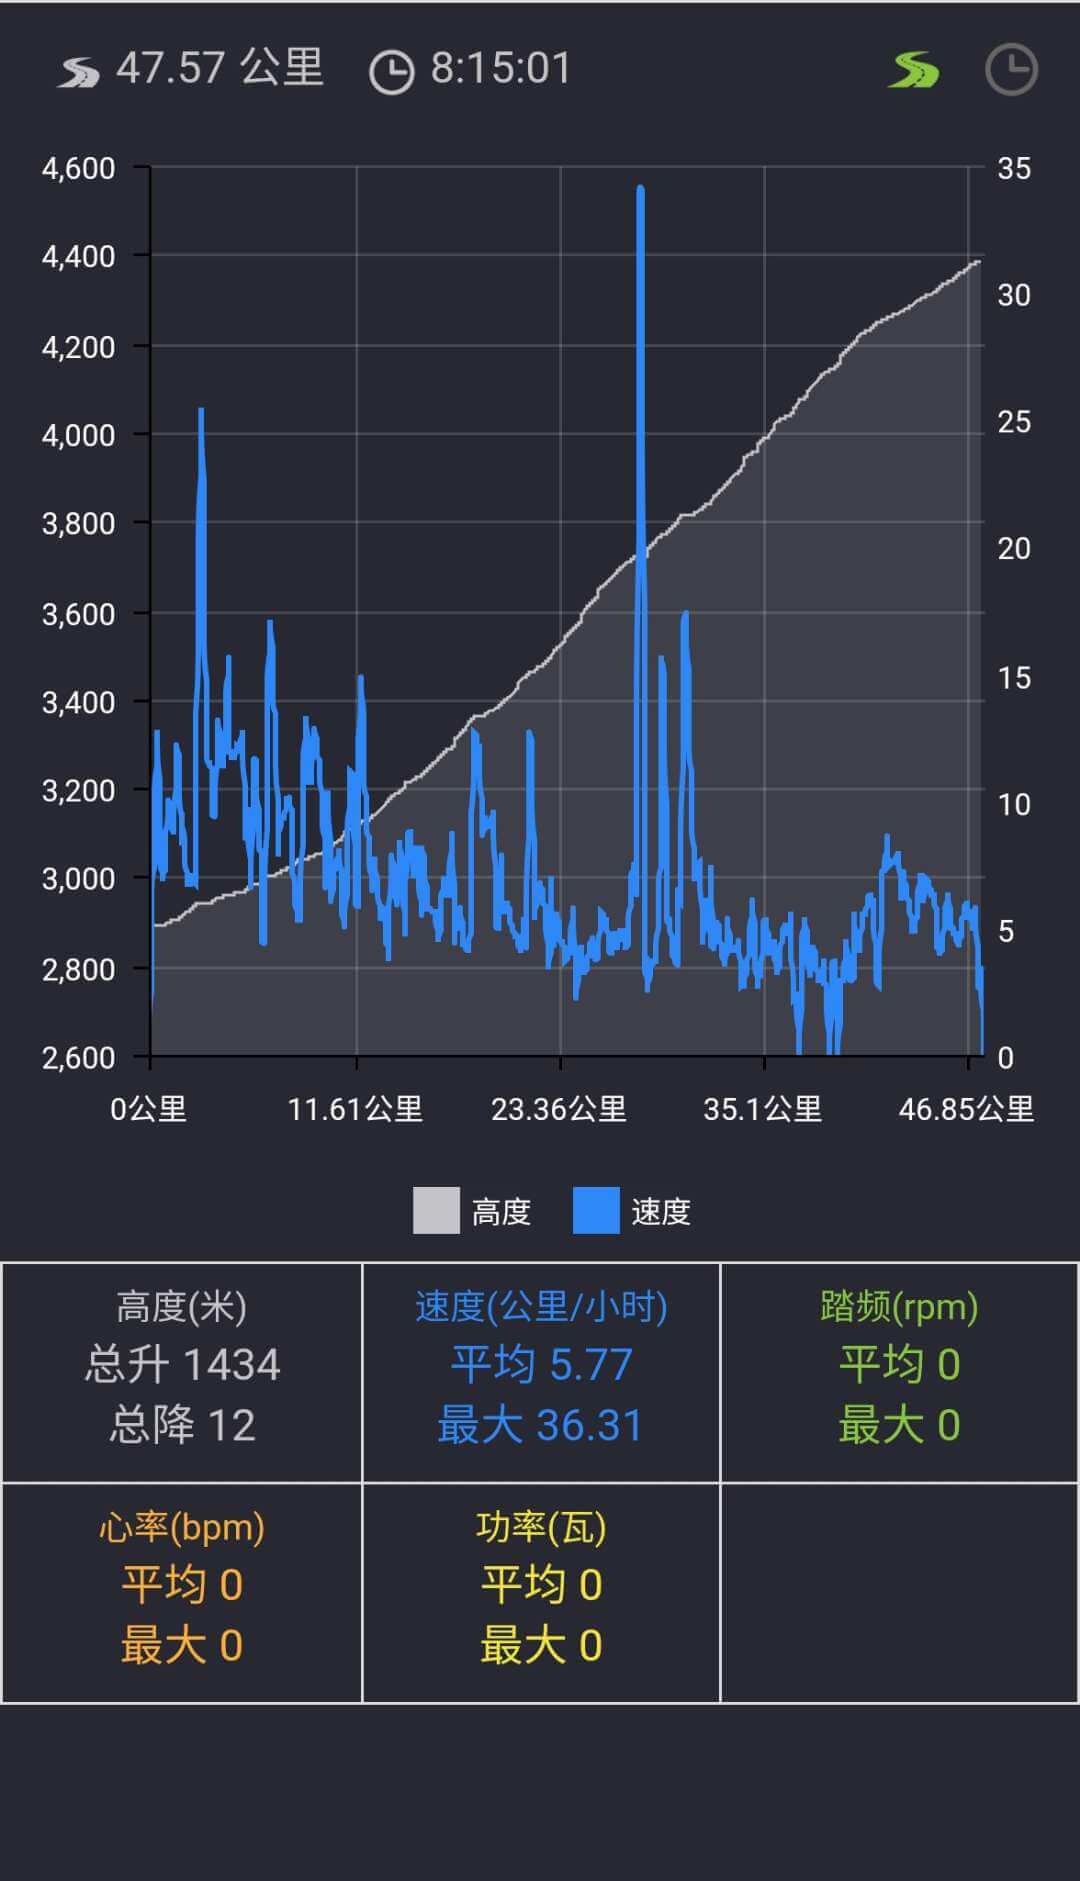 47.57 公里 8:15:01
4,600 35
4,400
30
4,200
4,000 25
3,800
20
3,600
3,400 15
3,200
10
3,000
5
2,800
2,600 0
0公里 11.61公里 23.36公里 35.1公里 46.85公里
高度 速度
高度(米) 速度(公里/小时) 踏频(rpm)
总升 1434 平均 5.77 平均 0
总降 12 最大 36.31 最大 0
心率(bpm) 功率(瓦)
平均 0 平均 0
最大 0 最大 0